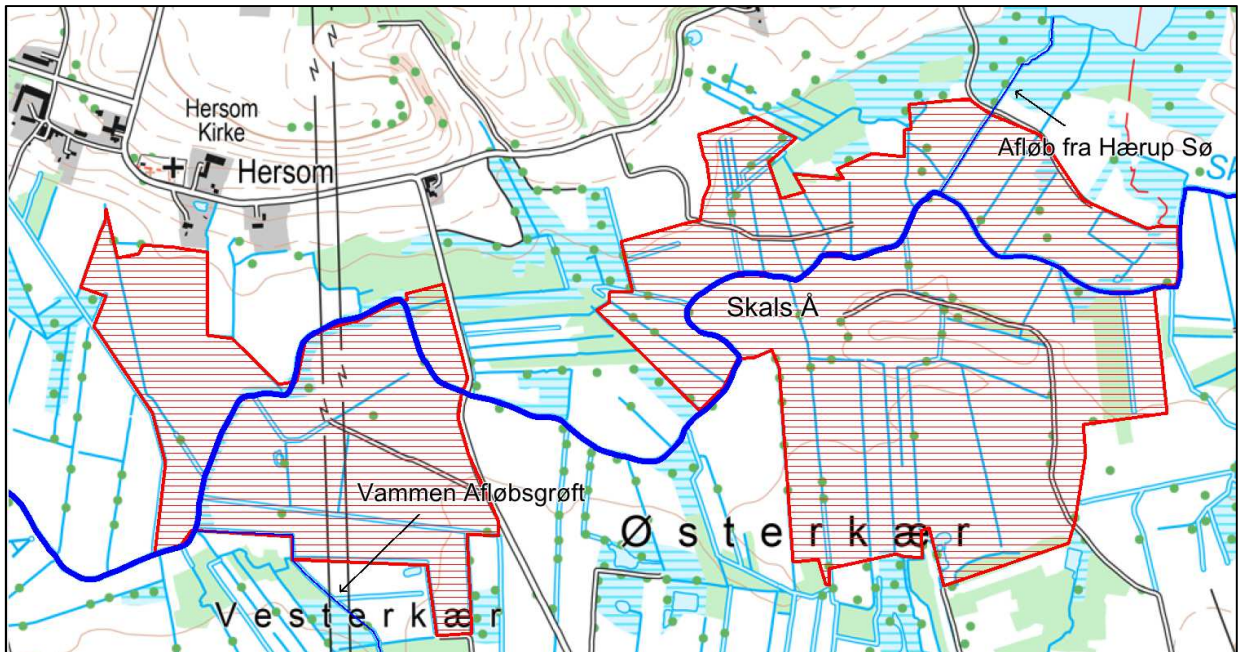 Hersom
Kirke
Hersom
Afløb fra Hærup Sø
Skals Å
Vammen Afløbsgrøft
Østerkær
Vesterkær